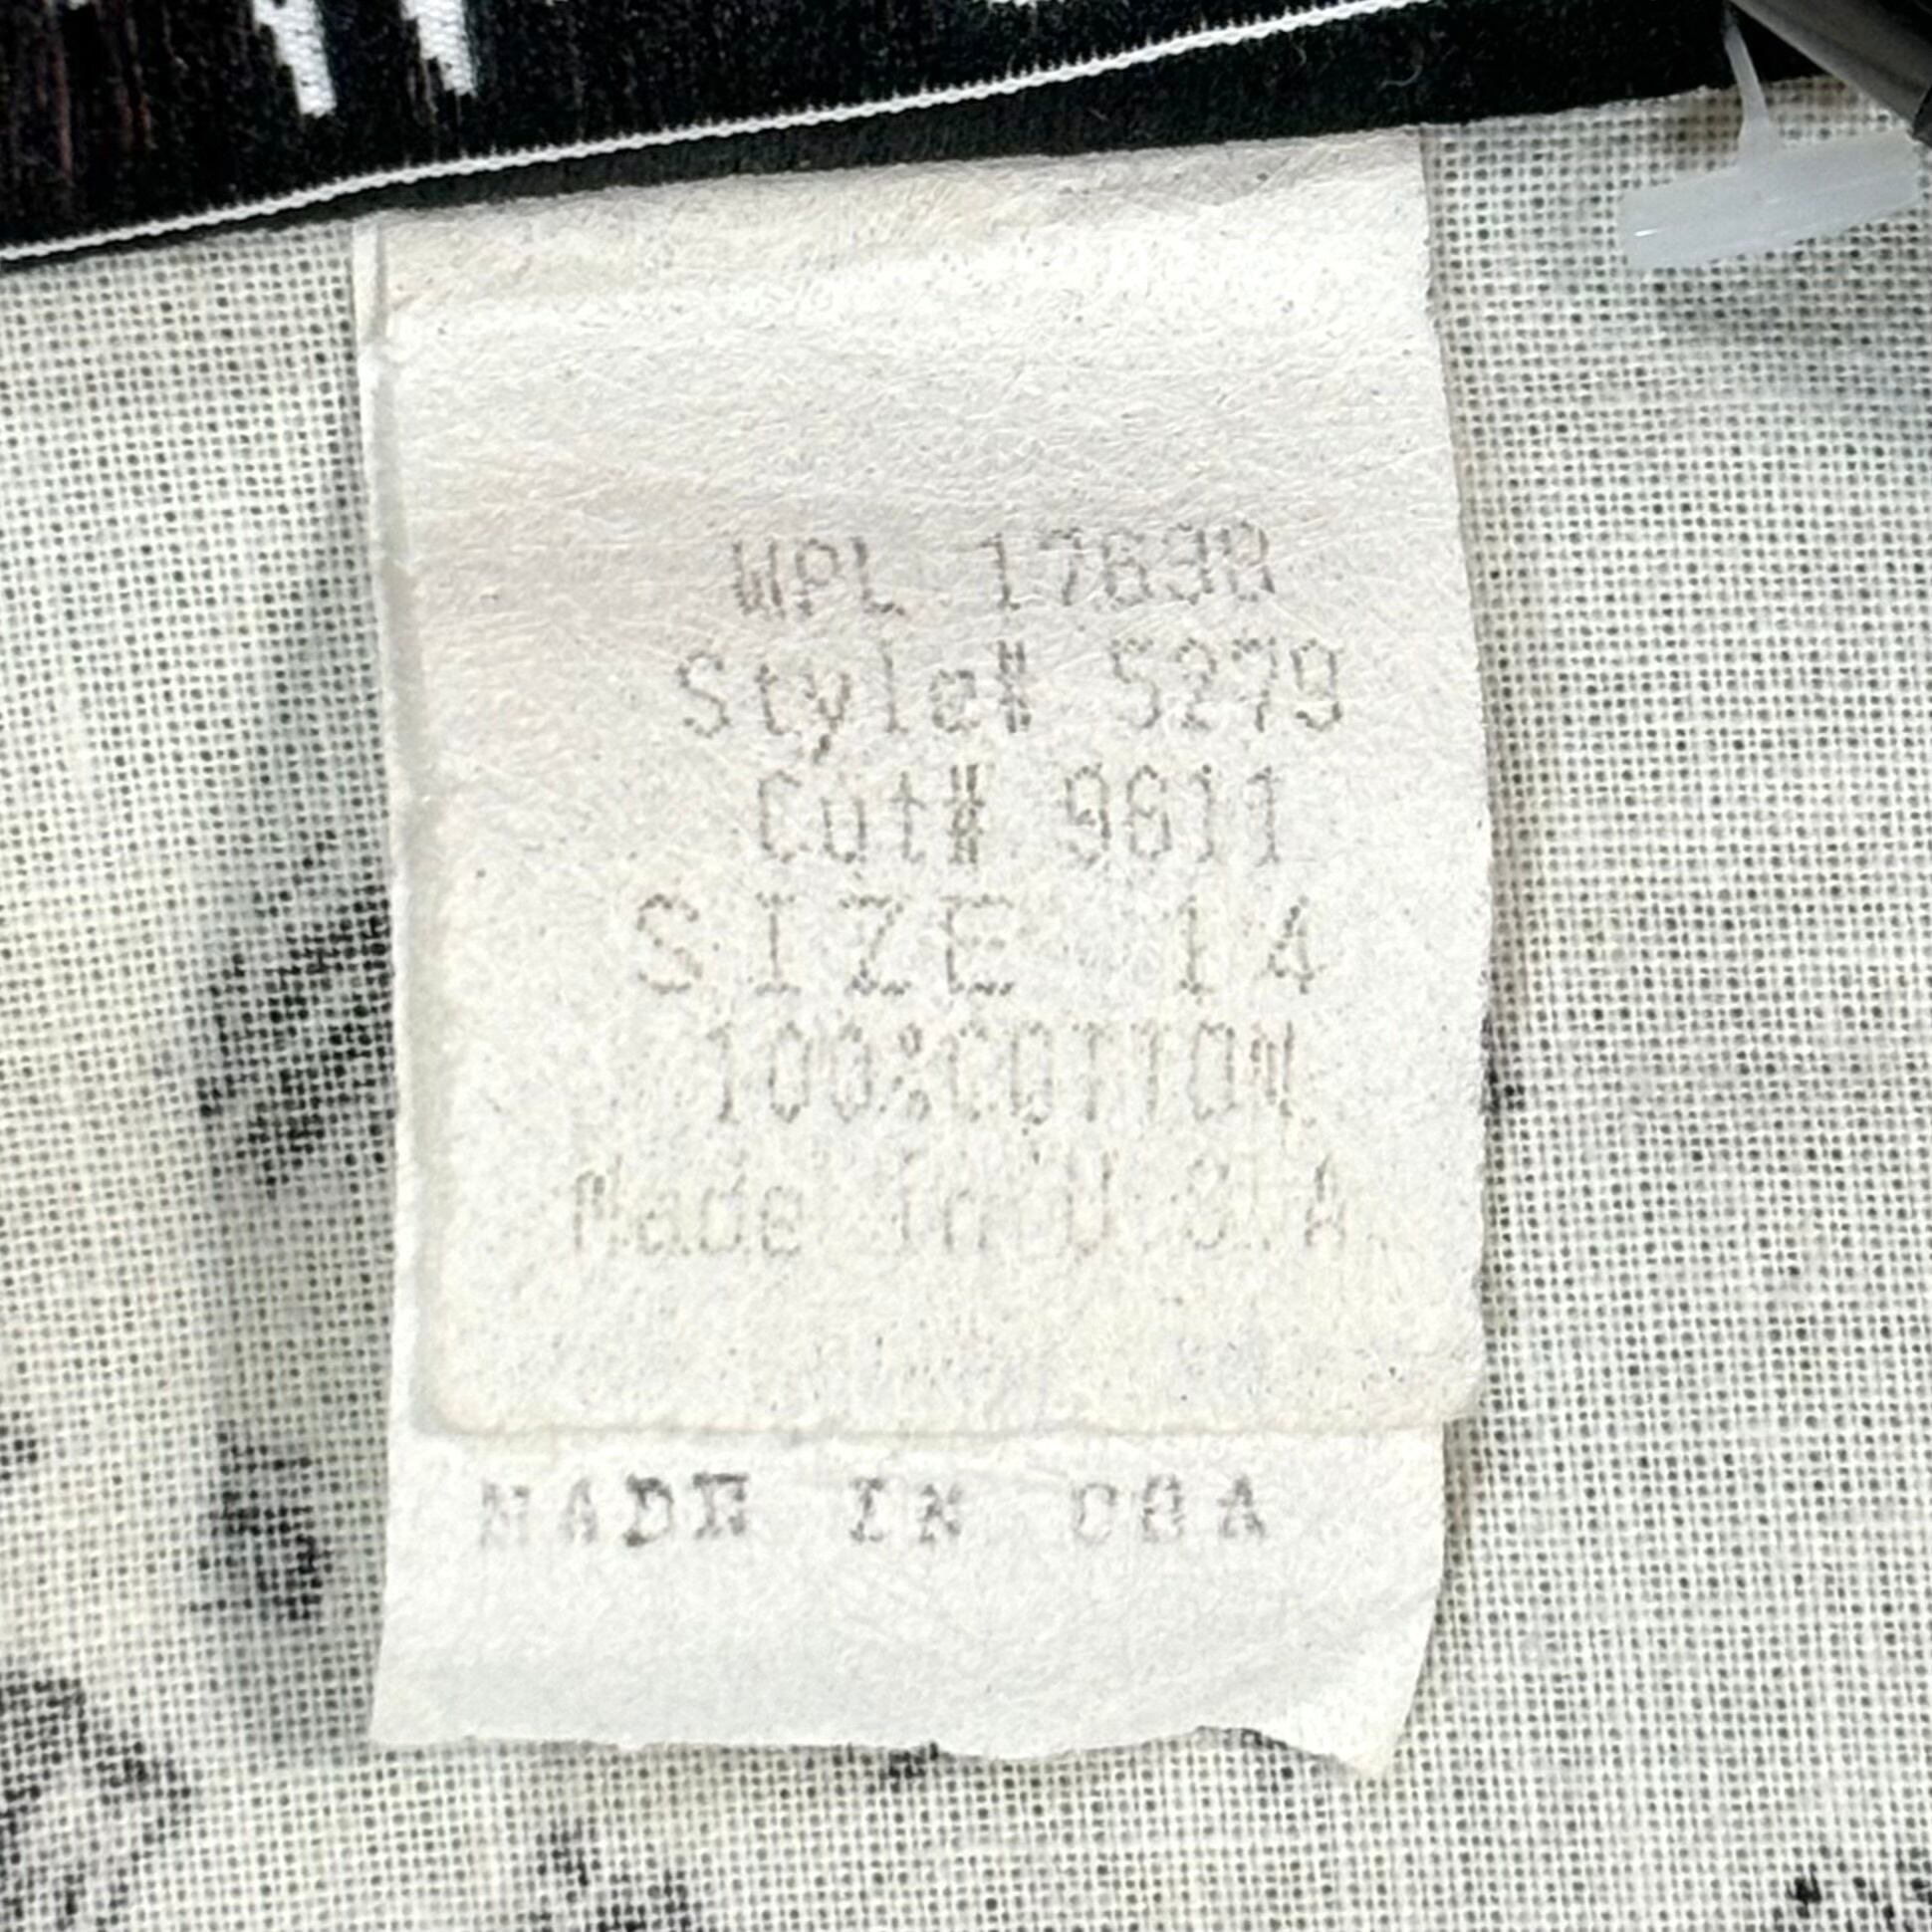 WPL 17638
Style# 5279
Cut# 9611
SIZE 14
100%COTTON
Made In U.S.A.
MADE IN USA